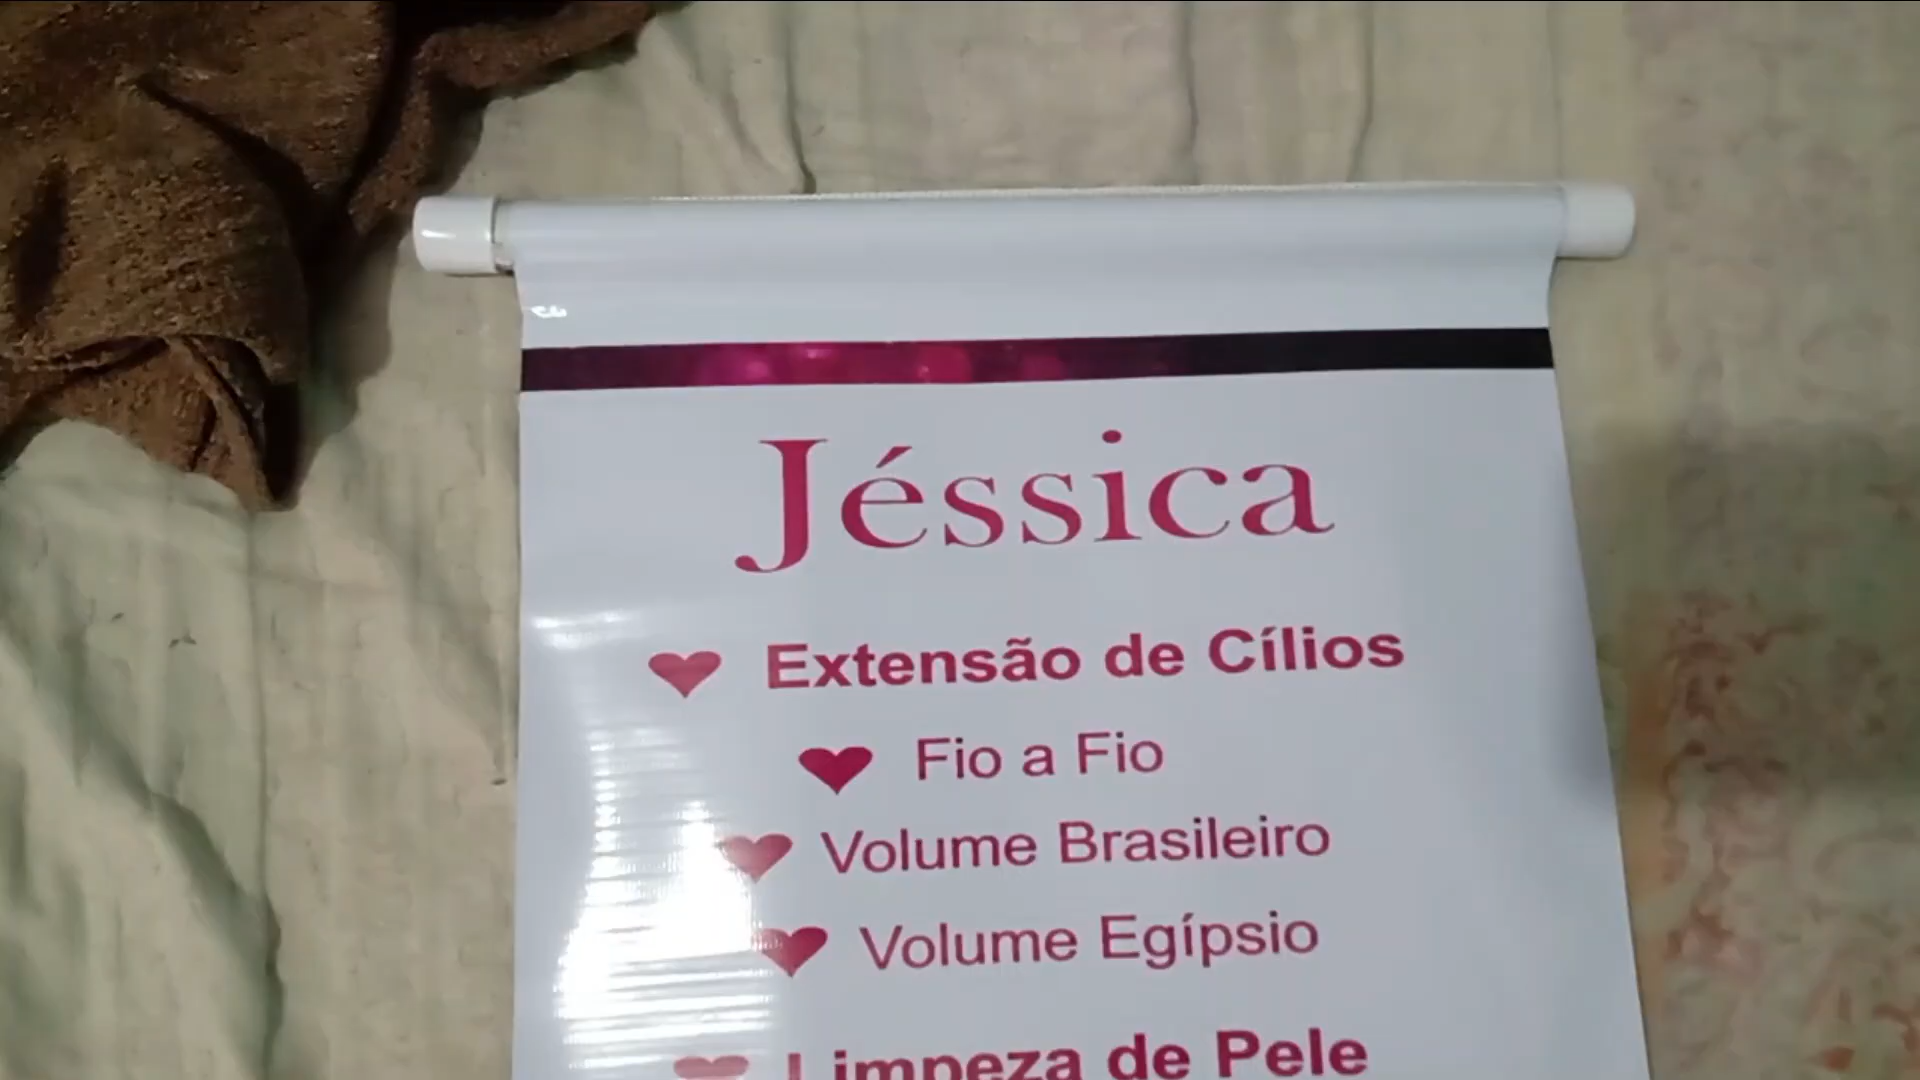 Jéssica
Extensão de Cílios
Fio a Fio
Volume Brasileiro
Volume Egípsio
Limpeza de Pele